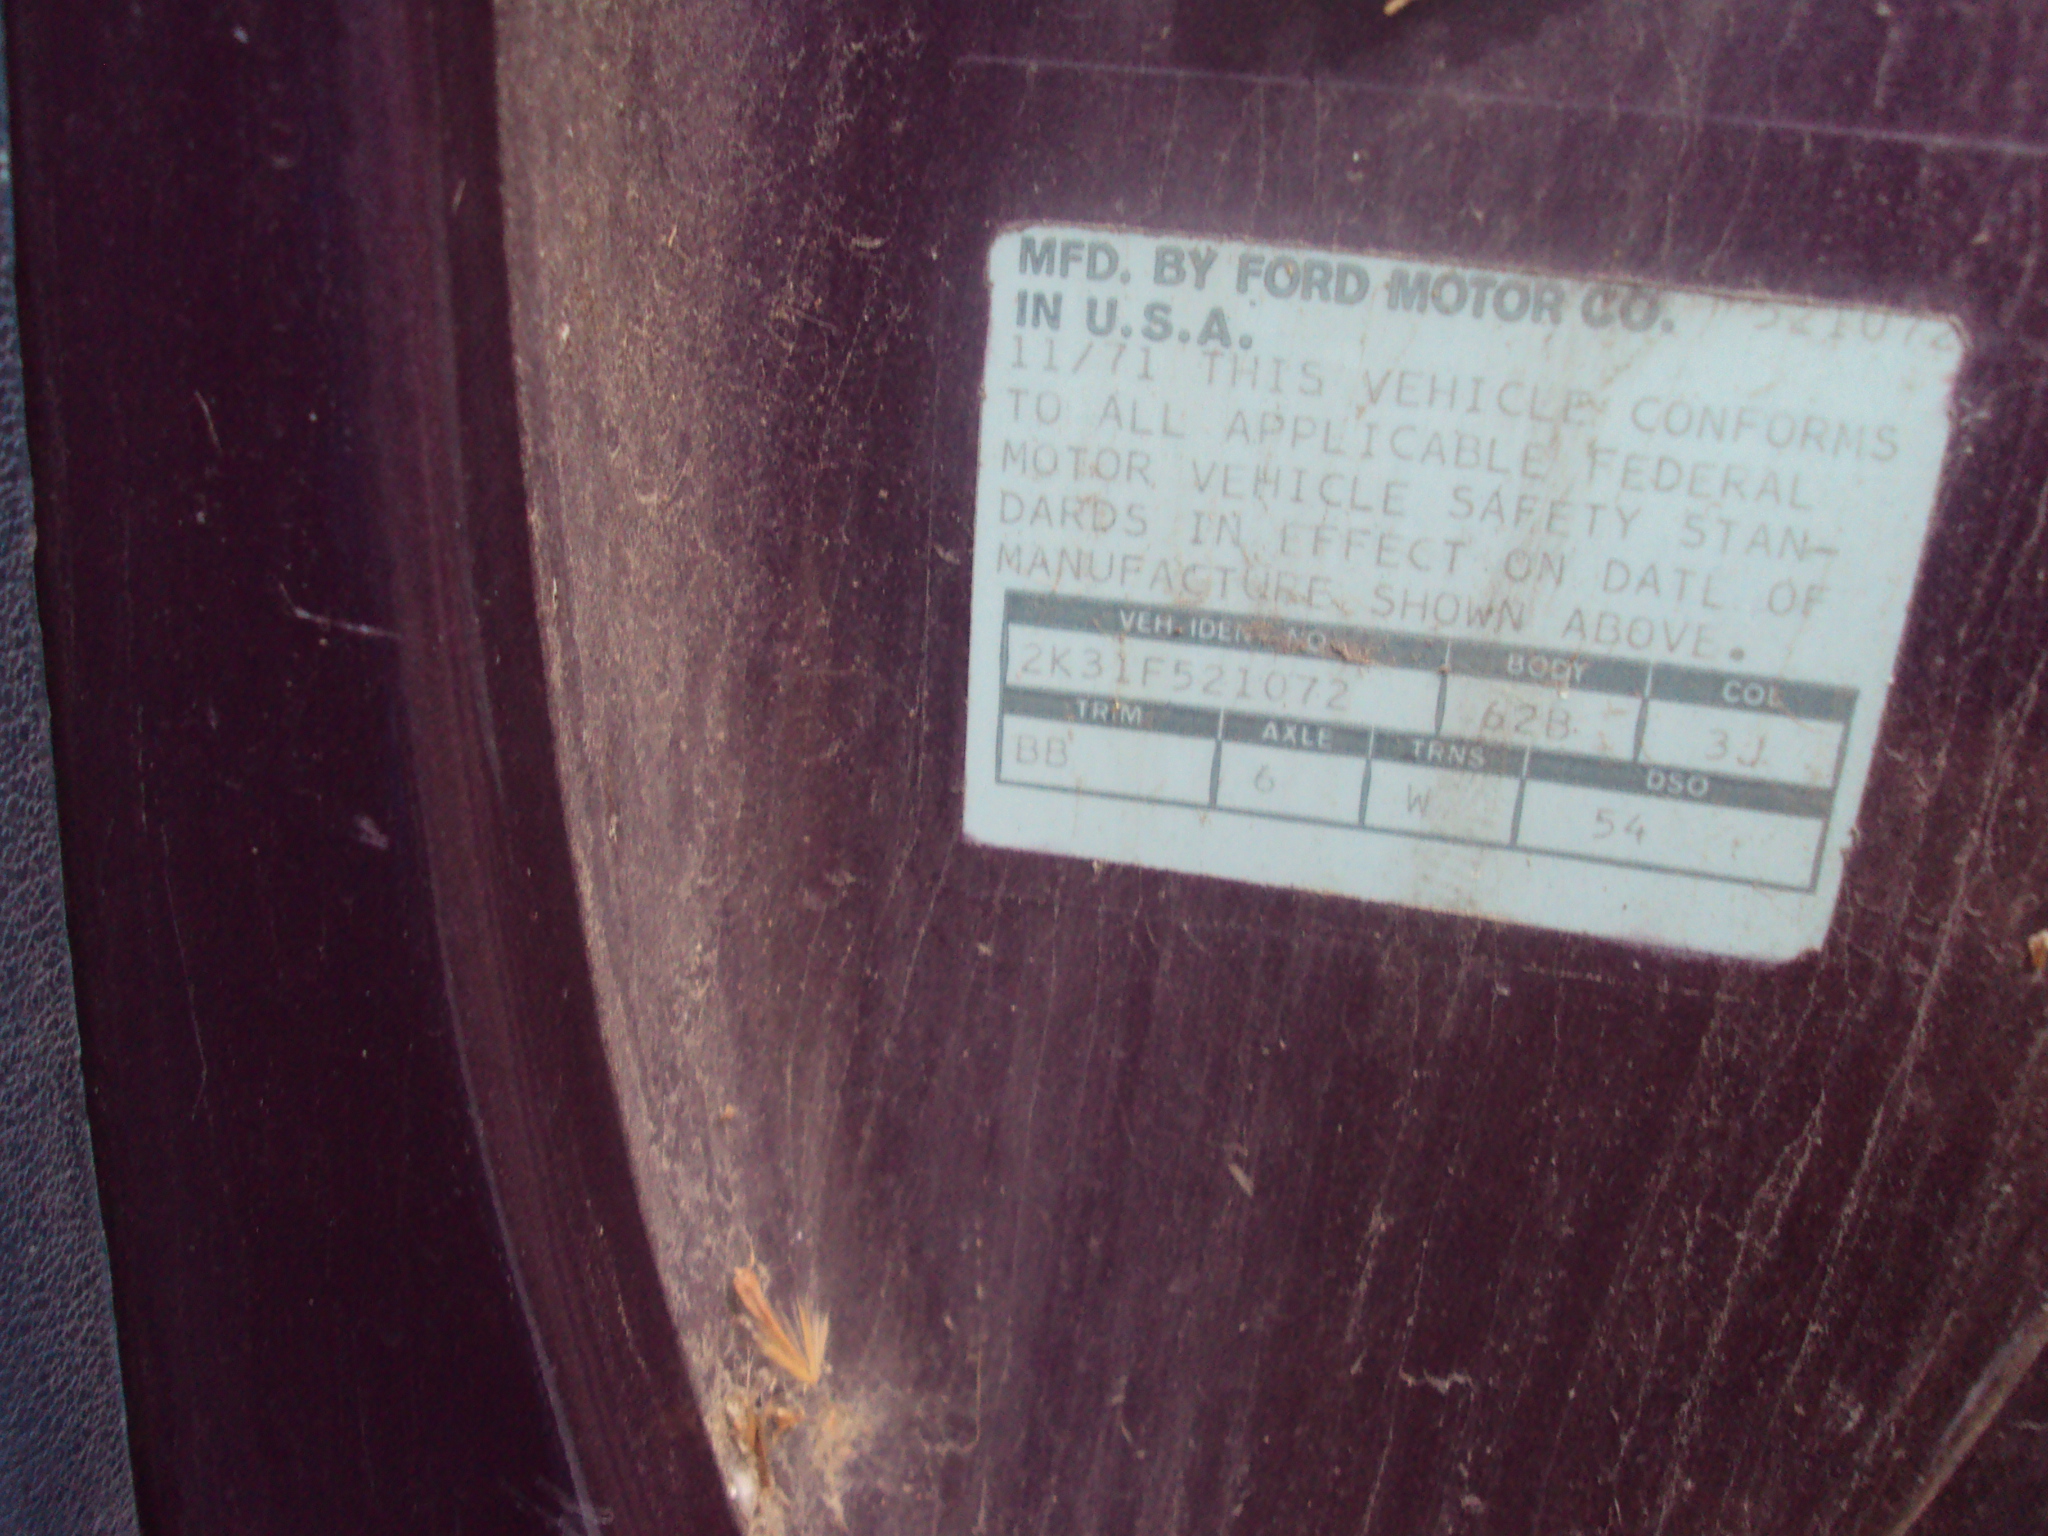 MFD. BY FORD MOTOR CO.
IN U.S.A. 521072
11/71 THIS VEHICLE CONFORMS
TO ALL APPLICABLE FEDERAL
MOTOR VEHICLE SAFETY STAN-
DARDS IN EFFECT ON DATE OF
MANUFACTURE SHOWN ABOVE.
VEH. IDENT. NO. BODY COL
2K31F521072 62B 3J
TRIM AXLE TRNS DSO
BB 6 W 54